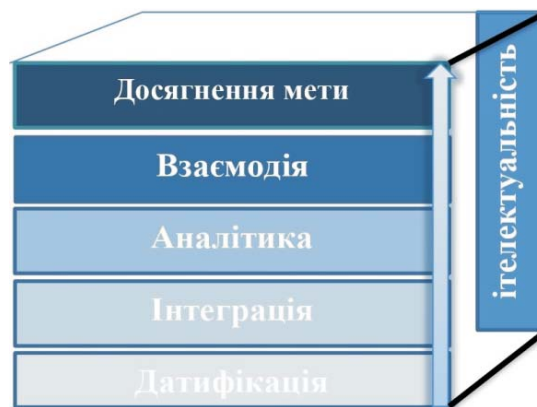 Досягнення мети
Взаємодія
Аналітика
Інтеграція
Датифікація
ітелектуальність